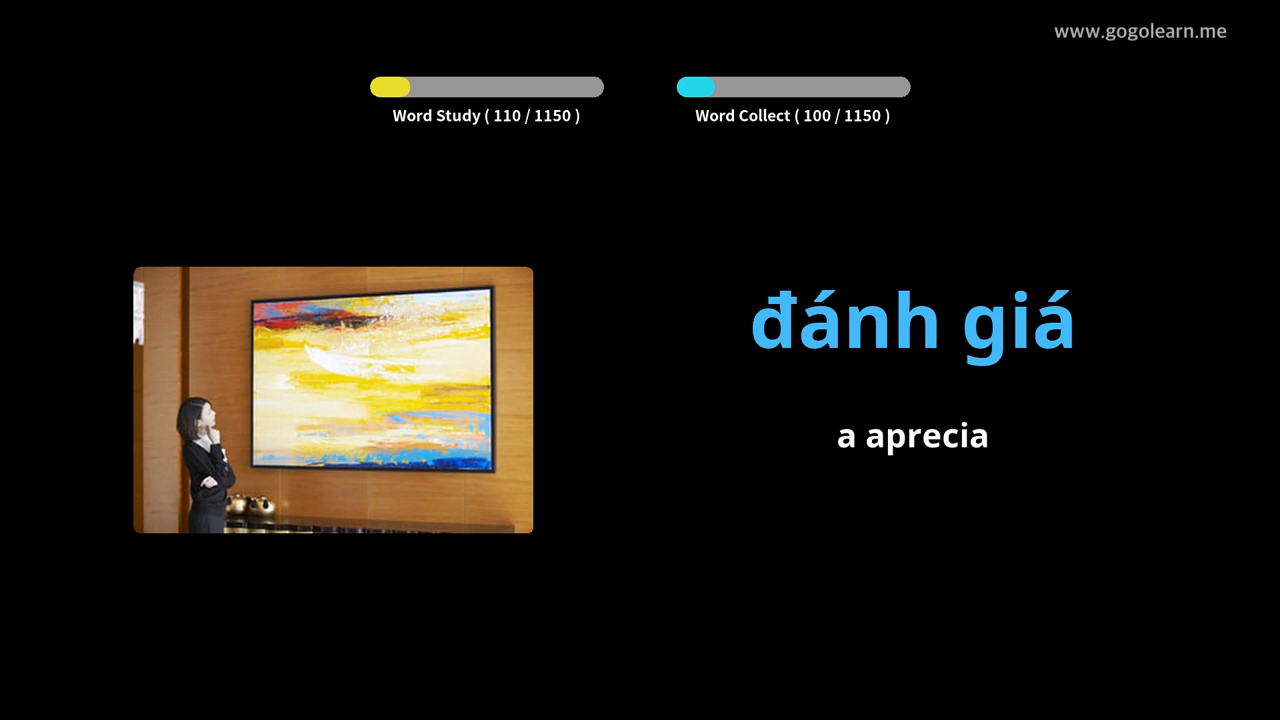 www.gogolearn.me
Word Study ( 110 / 1150 )
Word Collect ( 100 / 1150 )
đánh giá
a aprecia